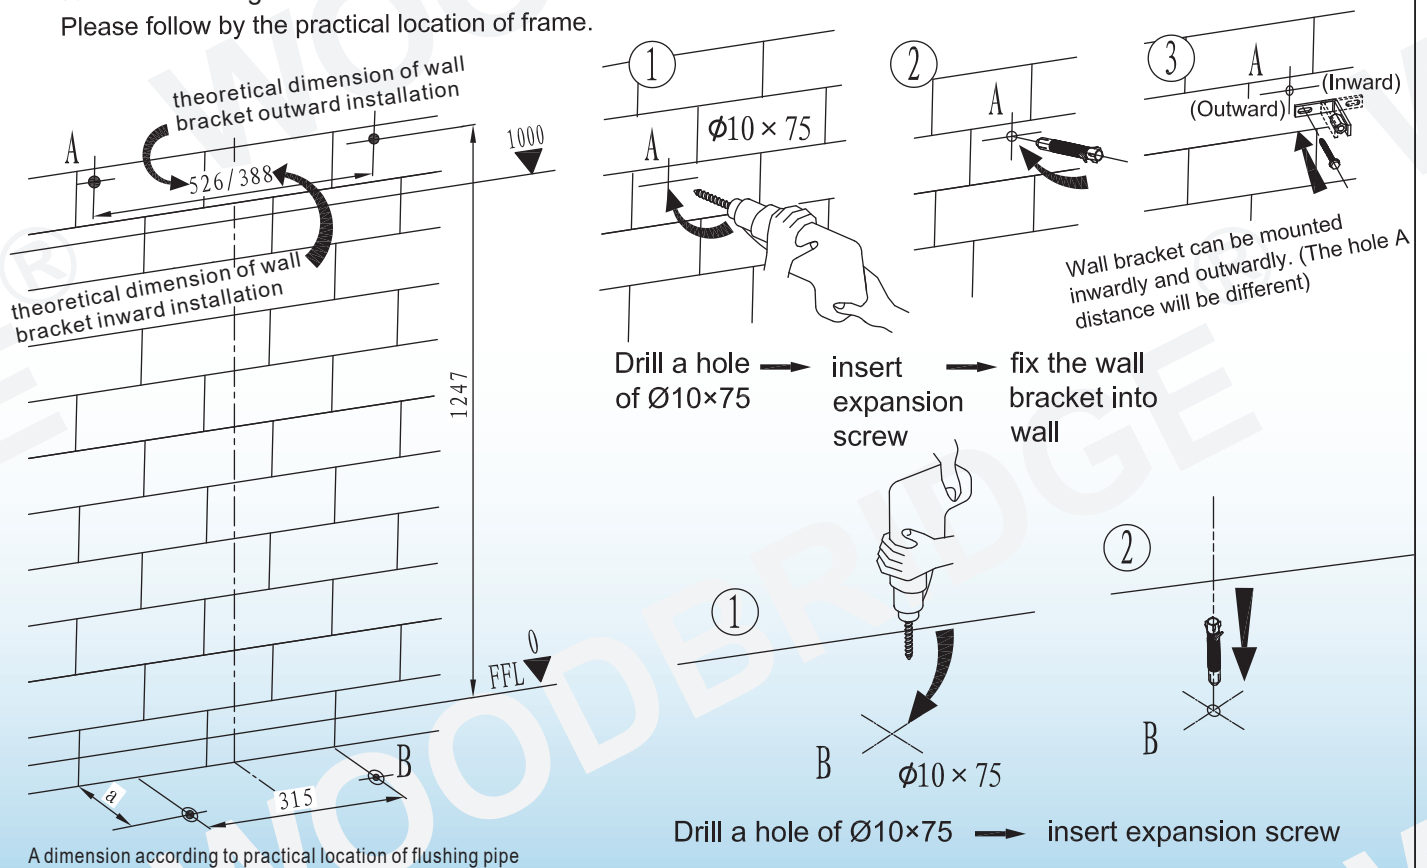 Please follow by the practical location of frame.
theoretical dimension of wall
bracket outward installation
A
526/388
1000
theoretical dimension of wall
bracket inward installation
1247
0
FFL
B
a
315
A dimension according to practical location of flushing pipe
1
A
Ø10 × 75
2
A
3
A
(Inward)
(Outward)
Wall bracket can be mounted
inwardly and outwardly. (The hole A
distance will be different)
Drill a hole
of Ø10×75
insert
expansion
screw
fix the wall
bracket into
wall
1
B
Ø10 × 75
2
B
Drill a hole of Ø10×75
insert expansion screw
WOODBRIDGE
®
®